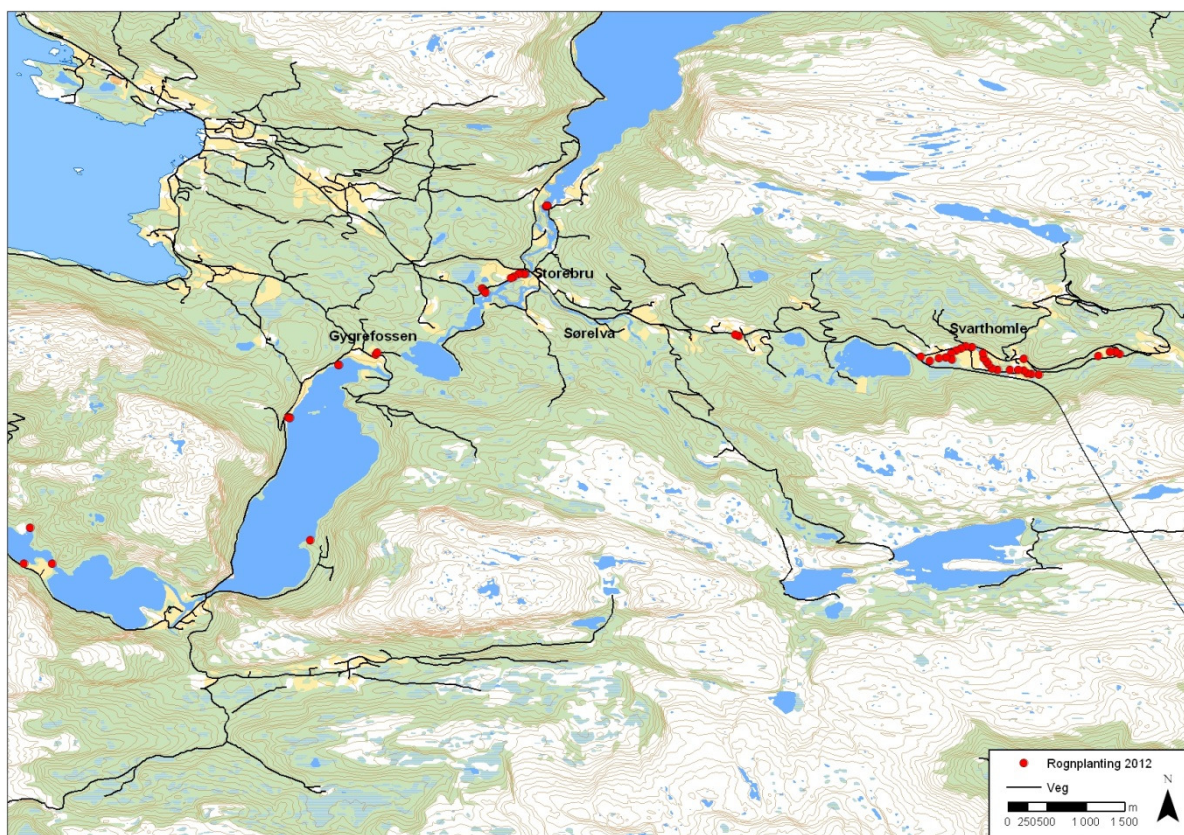 Storebru
Gygrefossen
Sørelva
Svarthomle
Rognplanting 2012
Veg
N
m
0 250500 1 000 1 500